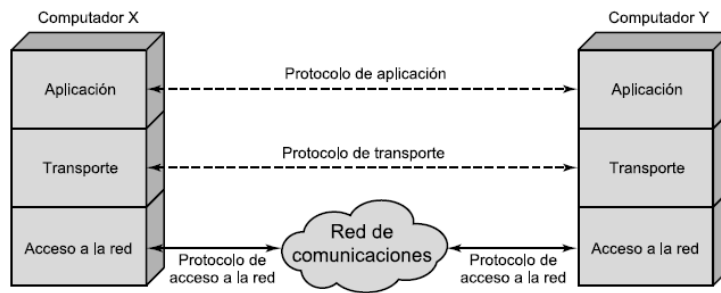 Computador X
Computador Y
Aplicación
Protocolo de aplicación
Aplicación
Transporte
Protocolo de transporte
Transporte
Acceso a la red
Protocolo de
acceso a la red
Red de
comunicaciones
Protocolo de
acceso a la red
Acceso a la red